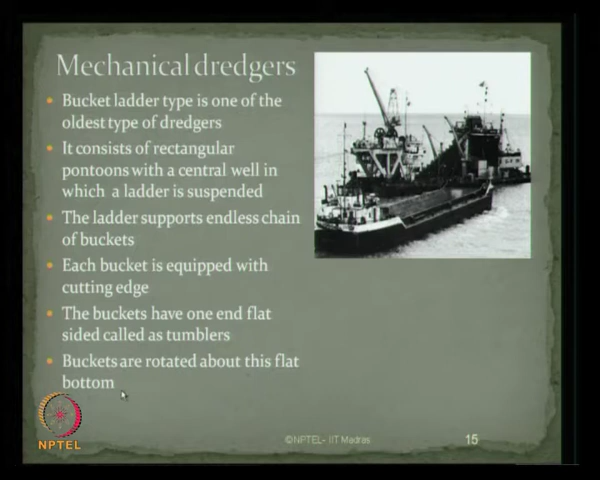 Mechanical dredgers
Bucket ladder type is one of the
oldest type of dredgers
It consists of rectangular
pontoons with a central well in
which a ladder is suspended
The ladder supports endless chain
of buckets
Each bucket is equipped with
cutting edge
The buckets have one end flat
sided called as tumblers
Buckets are rotated about this flat
bottom
NPTEL
©NPTEL- IIT Madras
15